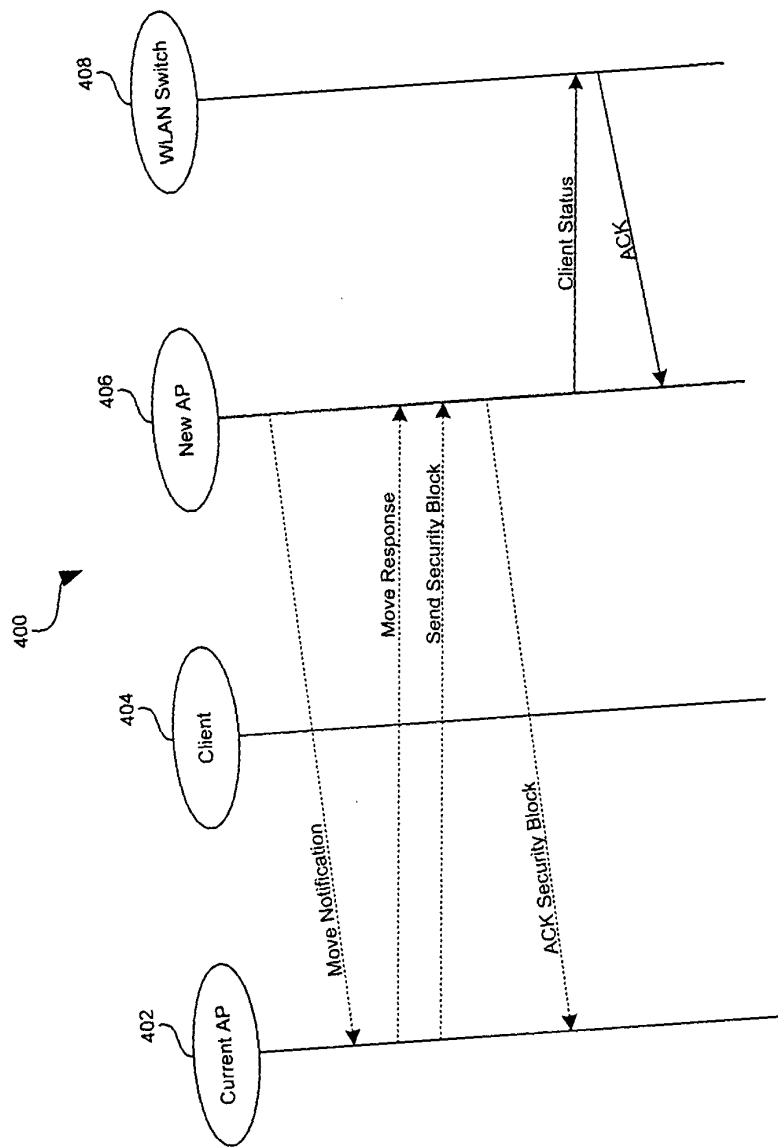 400
402
Current AP
404
Client
406
New AP
408
WLAN Switch
Move Notification
Move Response
Send Security Block
ACK Security Block
Client Status
ACK